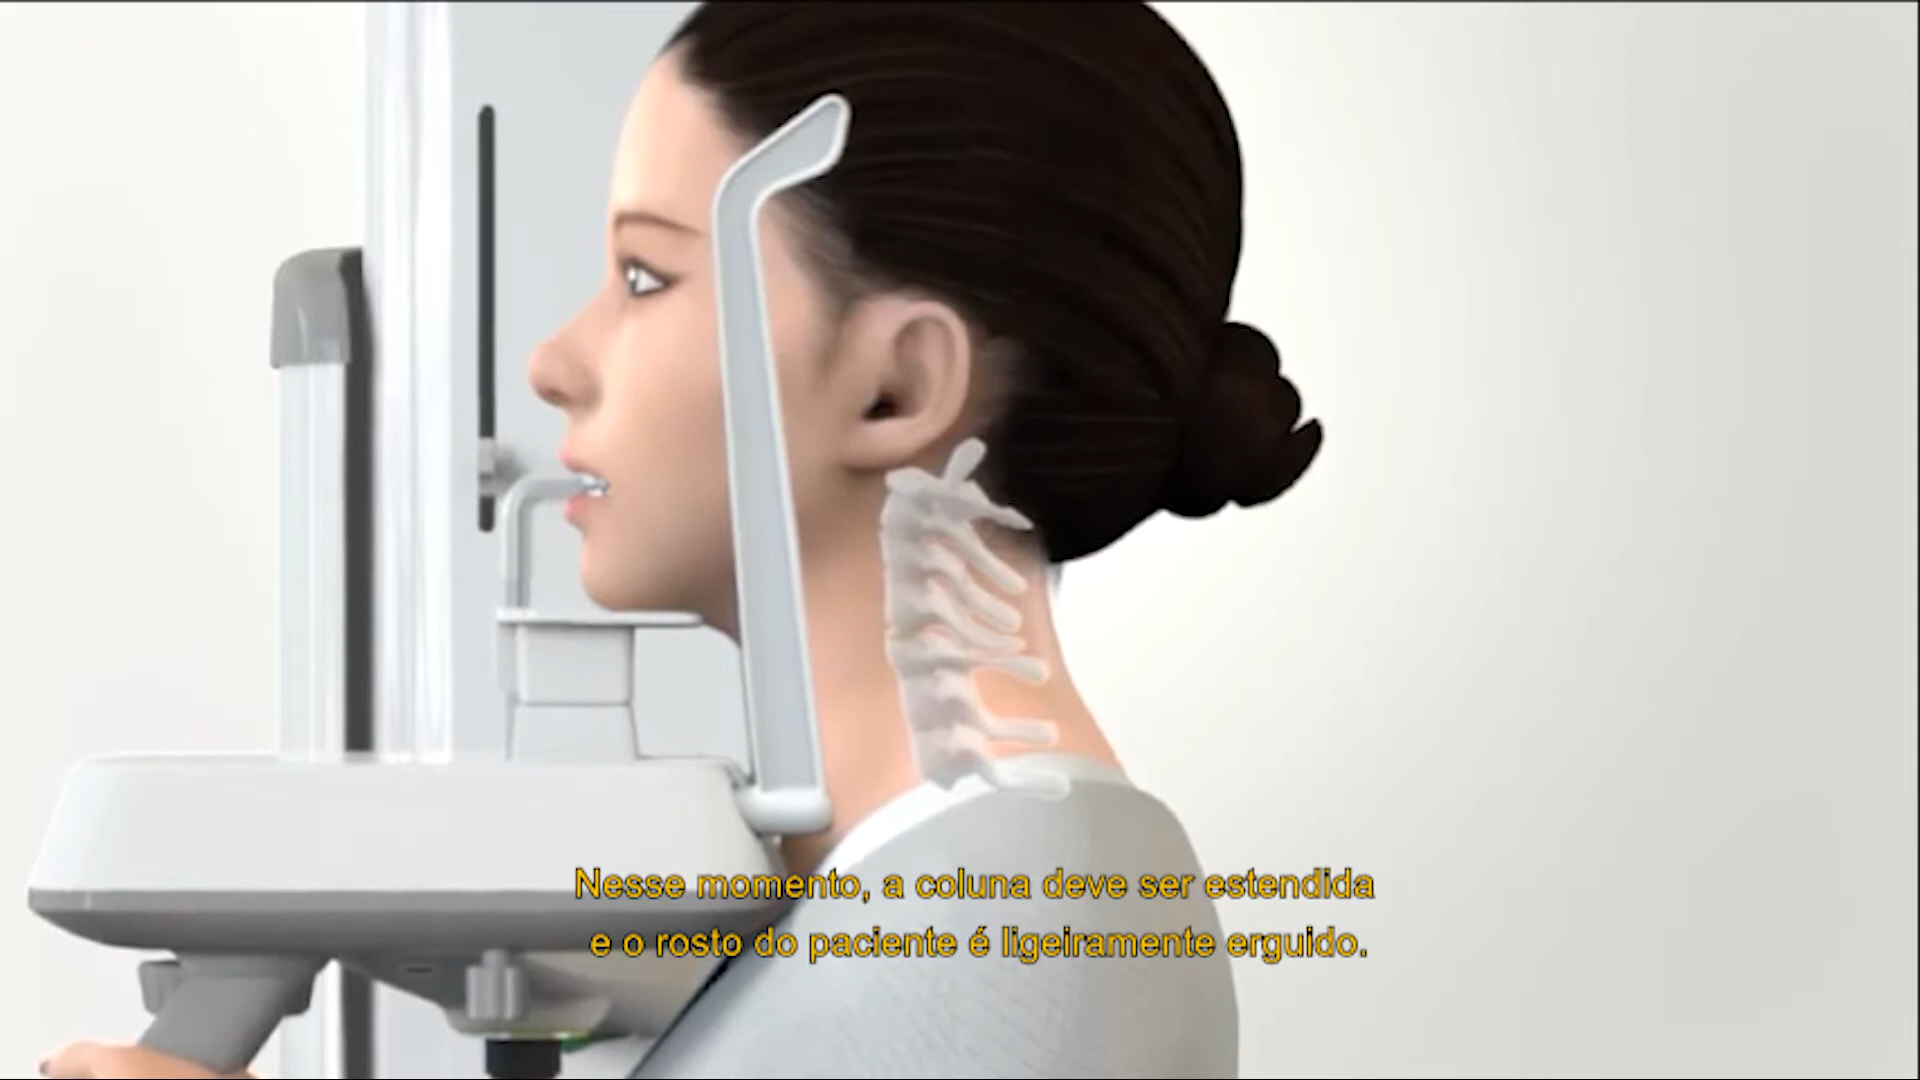 Nesse momento, a coluna deve ser estendida
e o rosto do paciente é ligeiramente erguido.